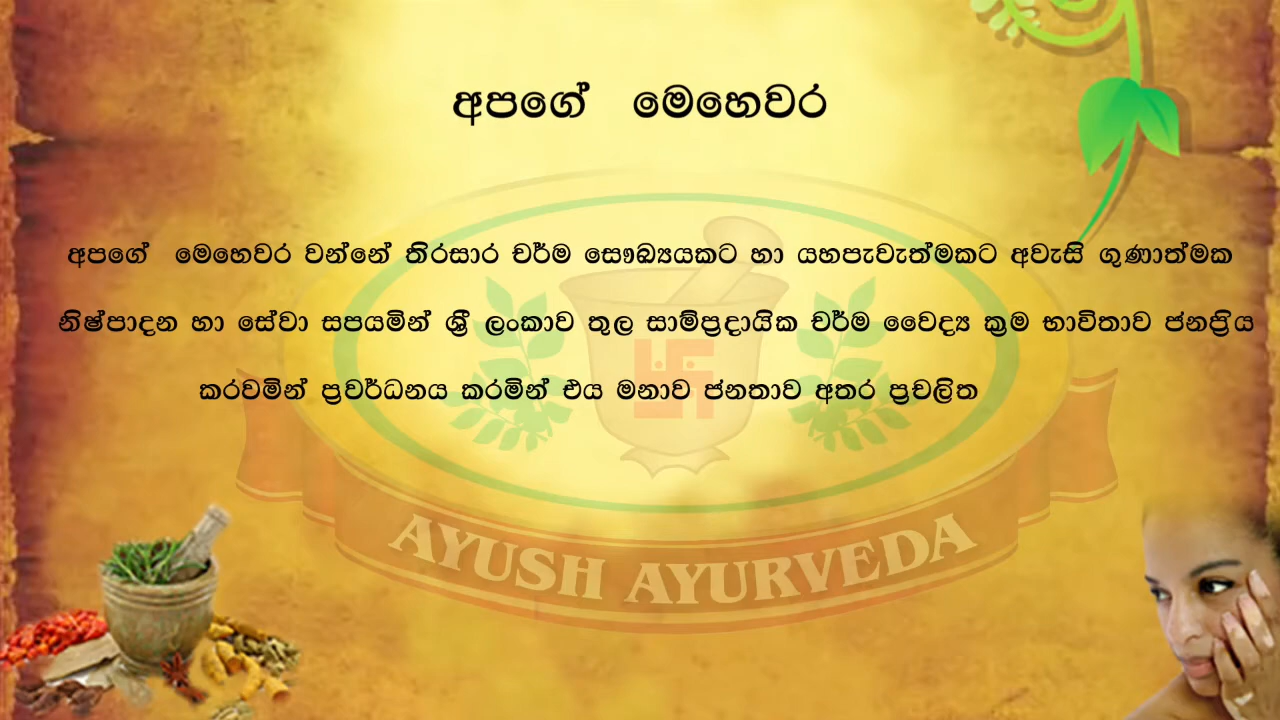 අපගේ මෙහෙවර
අපගේ මෙහෙවර වන්නේ තිරසාර චර්ම සෞඛ්‍යයකට හා යහපැවැත්මකට අවැසි ගුණාත්මක
නිෂ්පාදන හා සේවා සපයමින් ශ්‍රී ලංකාව තුල සාම්ප්‍රදායික චර්ම වෛද්‍ය ක්‍රම භාවිතාව ජනප්‍රිය
කරවමින් ප්‍රවර්ධනය කරමින් එය මනාව ජනතාව අතර ප්‍රචලිත
AYUSH AYURVEDA